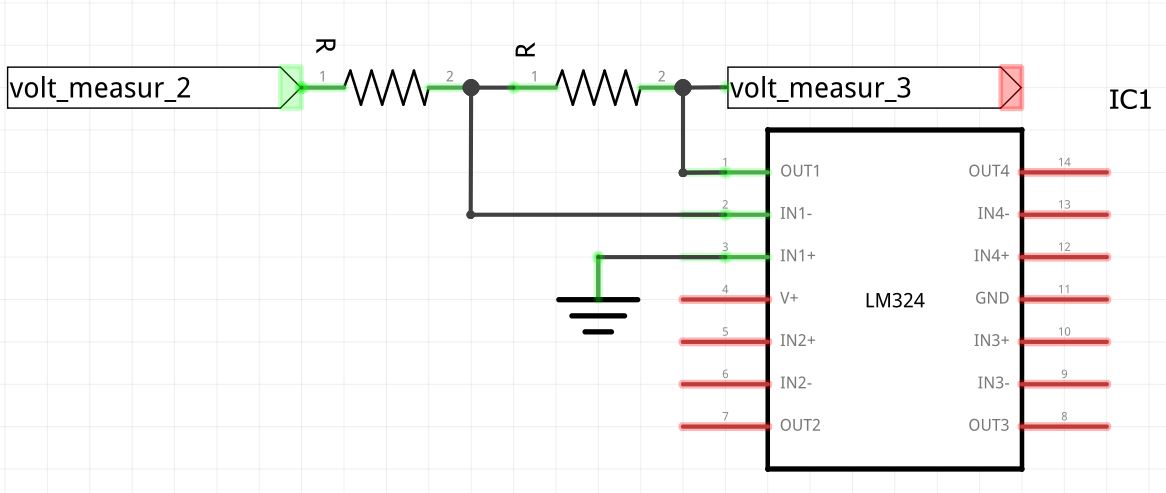 R
R
1
2
1
2
volt_measur_2
volt_measur_3
IC1
1
OUT1
OUT4
14
2
IN1-
IN4-
13
3
IN1+
IN4+
12
4
V+
LM324
GND
11
5
IN2+
IN3+
10
6
IN2-
IN3-
9
7
OUT2
OUT3
8